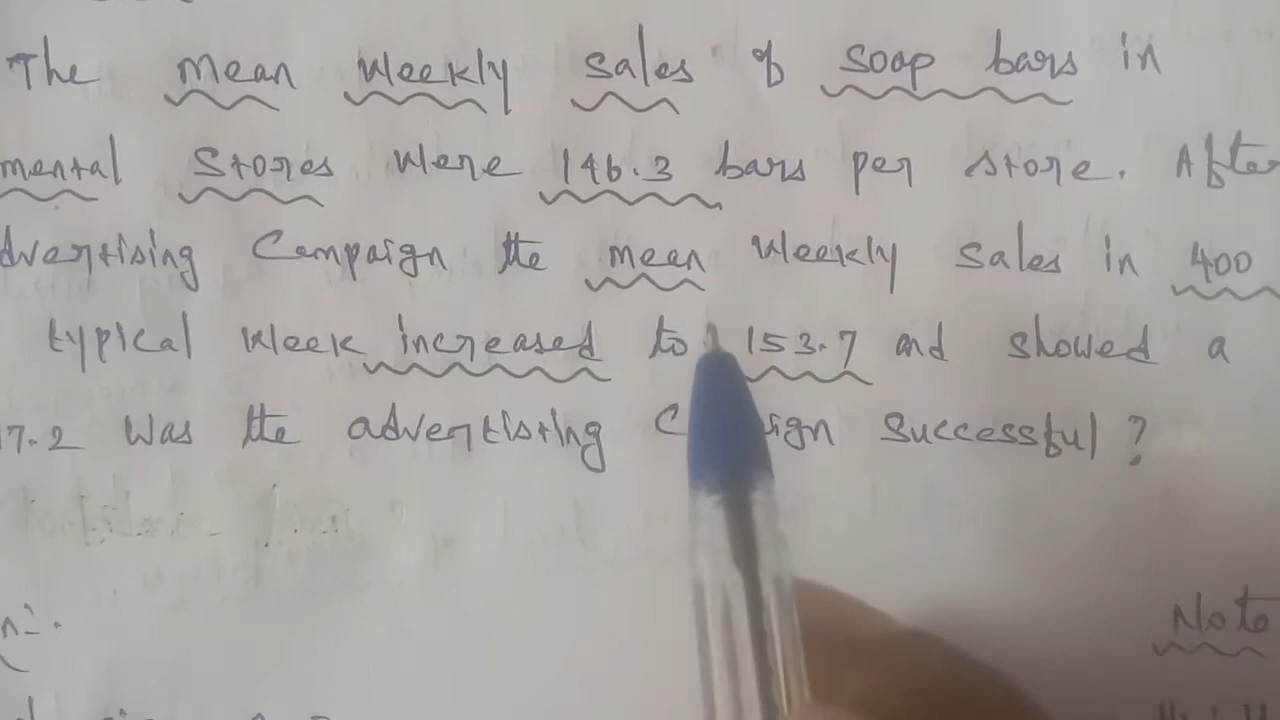 The mean weekly sales of soap bars in
mental stores were 146.3 bars per store. After
dvertising Campaign the mean weekly sales in 400
typical week increased to 153.7 and showed a
17.2 Was the advertising C ign successful ?
Note